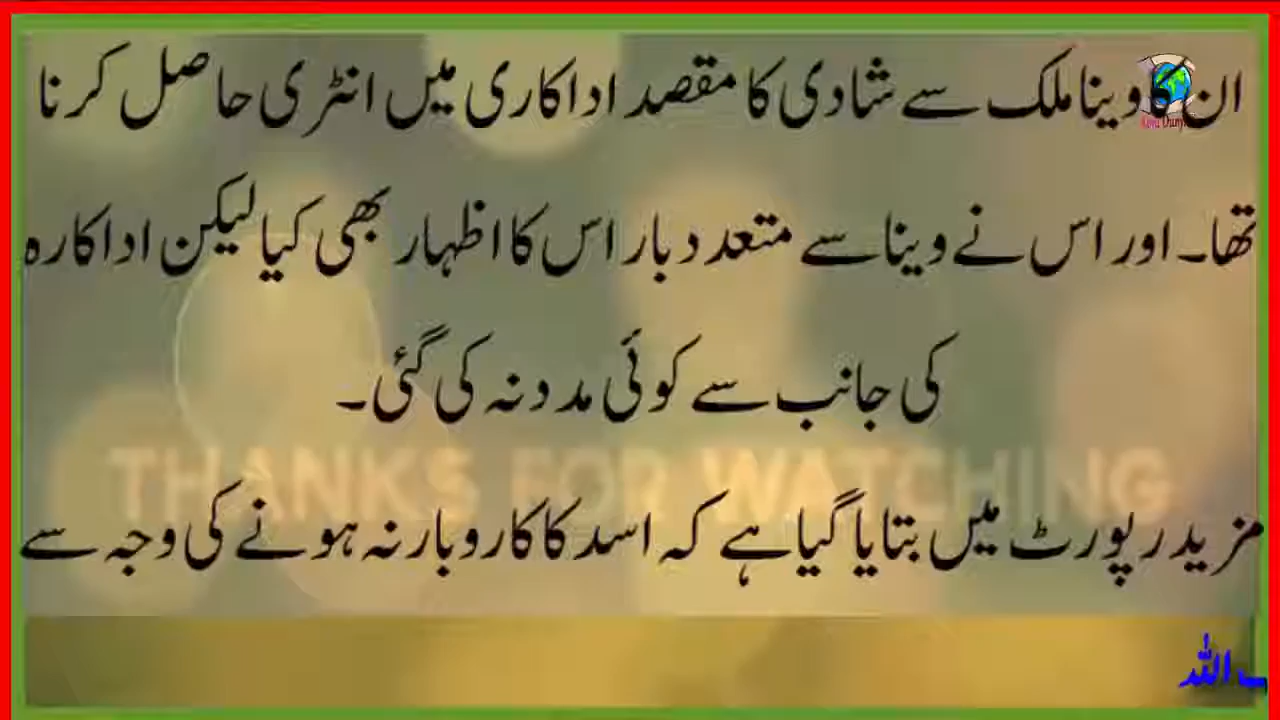 ان کا وینا ملک سے شادی کا مقصد اداکاری میں انٹری حاصل کرنا
تھا۔ اور اس نے وینا سے متعدد بار اس کا اظہار بھی کیا لیکن اداکارہ
کی جانب سے کوئی مدد نہ کی گئی۔
THANKS FOR WATCHING
مزید رپورٹ میں بتایا گیا ہے کہ اسد کا کاروبار نہ ہونے کی وجہ سے
اللہ